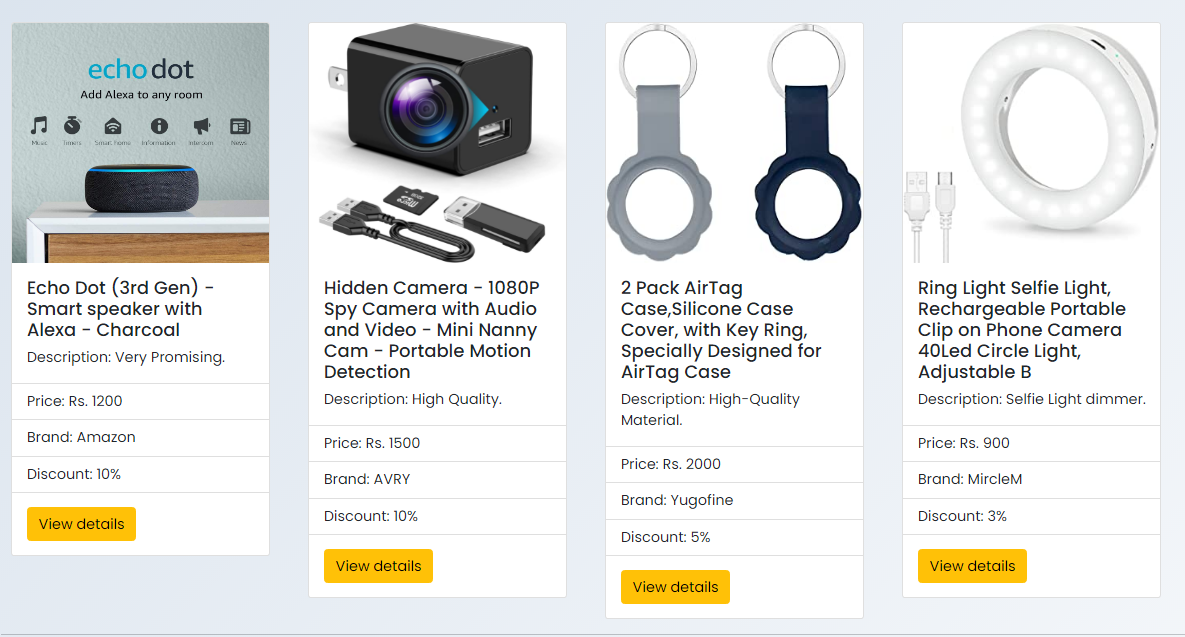 echo dot
Add Alexa to any room
Music Timers Smart home Information Intercom News
Echo Dot (3rd Gen) -
Smart speaker with
Alexa - Charcoal
Description: Very Promising.
Price: Rs. 1200
Brand: Amazon
Discount: 10%
View details
Hidden Camera - 1080P
Spy Camera with Audio
and Video - Mini Nanny
Cam - Portable Motion
Detection
Description: High Quality.
Price: Rs. 1500
Brand: AVRY
Discount: 10%
View details
2 Pack AirTag
Case,Silicone Case
Cover, with Key Ring,
Specially Designed for
AirTag Case
Description: High-Quality
Material.
Price: Rs. 2000
Brand: Yugofine
Discount: 5%
View details
Ring Light Selfie Light,
Rechargeable Portable
Clip on Phone Camera
40Led Circle Light,
Adjustable B
Description: Selfie Light dimmer.
Price: Rs. 900
Brand: MircleM
Discount: 3%
View details